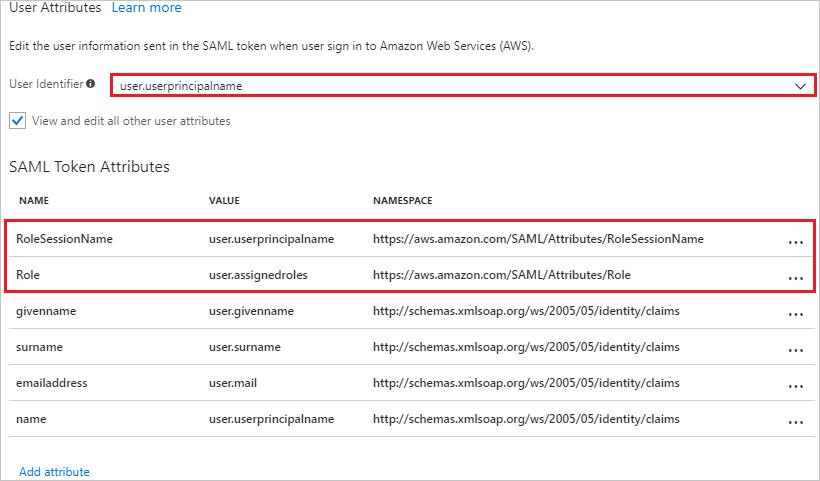 User Attributes Learn more
Edit the user information sent in the SAML token when user sign in to Amazon Web Services (AWS).
User Identifier user.userprincipalname
View and edit all other user attributes
SAML Token Attributes
NAME VALUE NAMESPACE
RoleSessionName user.userprincipalname https://aws.amazon.com/SAML/Attributes/RoleSessionName ...
Role user.assignedroles https://aws.amazon.com/SAML/Attributes/Role ...
givenname user.givenname http://schemas.xmlsoap.org/ws/2005/05/identity/claims ...
surname user.surname http://schemas.xmlsoap.org/ws/2005/05/identity/claims ...
emailaddress user.mail http://schemas.xmlsoap.org/ws/2005/05/identity/claims ...
name user.userprincipalname http://schemas.xmlsoap.org/ws/2005/05/identity/claims ...
Add attribute